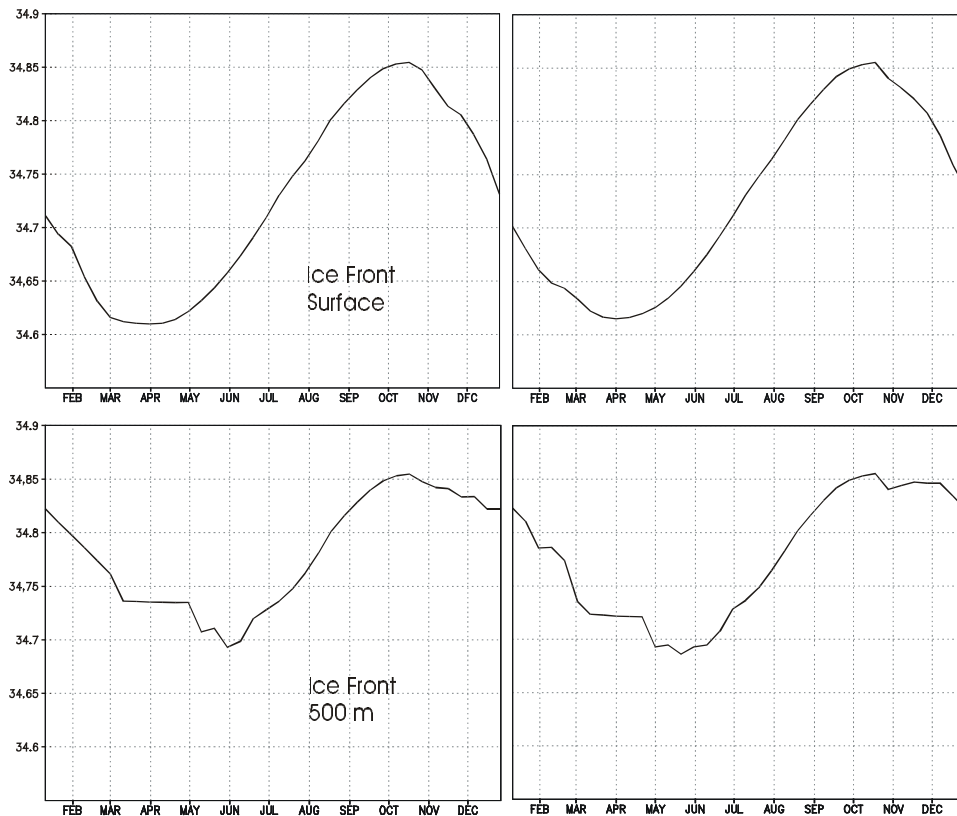 34.9
34.85
34.8
34.75
34.7
34.65
34.6
Ice Front
Surface
FEB MAR APR MAY JUN JUL AUG SEP OCT NOV DFC
FEB MAR APR MAY JUN JUL AUG SEP OCT NOV DEC
34.9
34.85
34.8
34.75
34.7
34.65
34.6
Ice Front
500 m
FEB MAR APR MAY JUN JUL AUG SEP OCT NOV DEC
FEB MAR APR MAY JUN JUL AUG SEP OCT NOV DEC